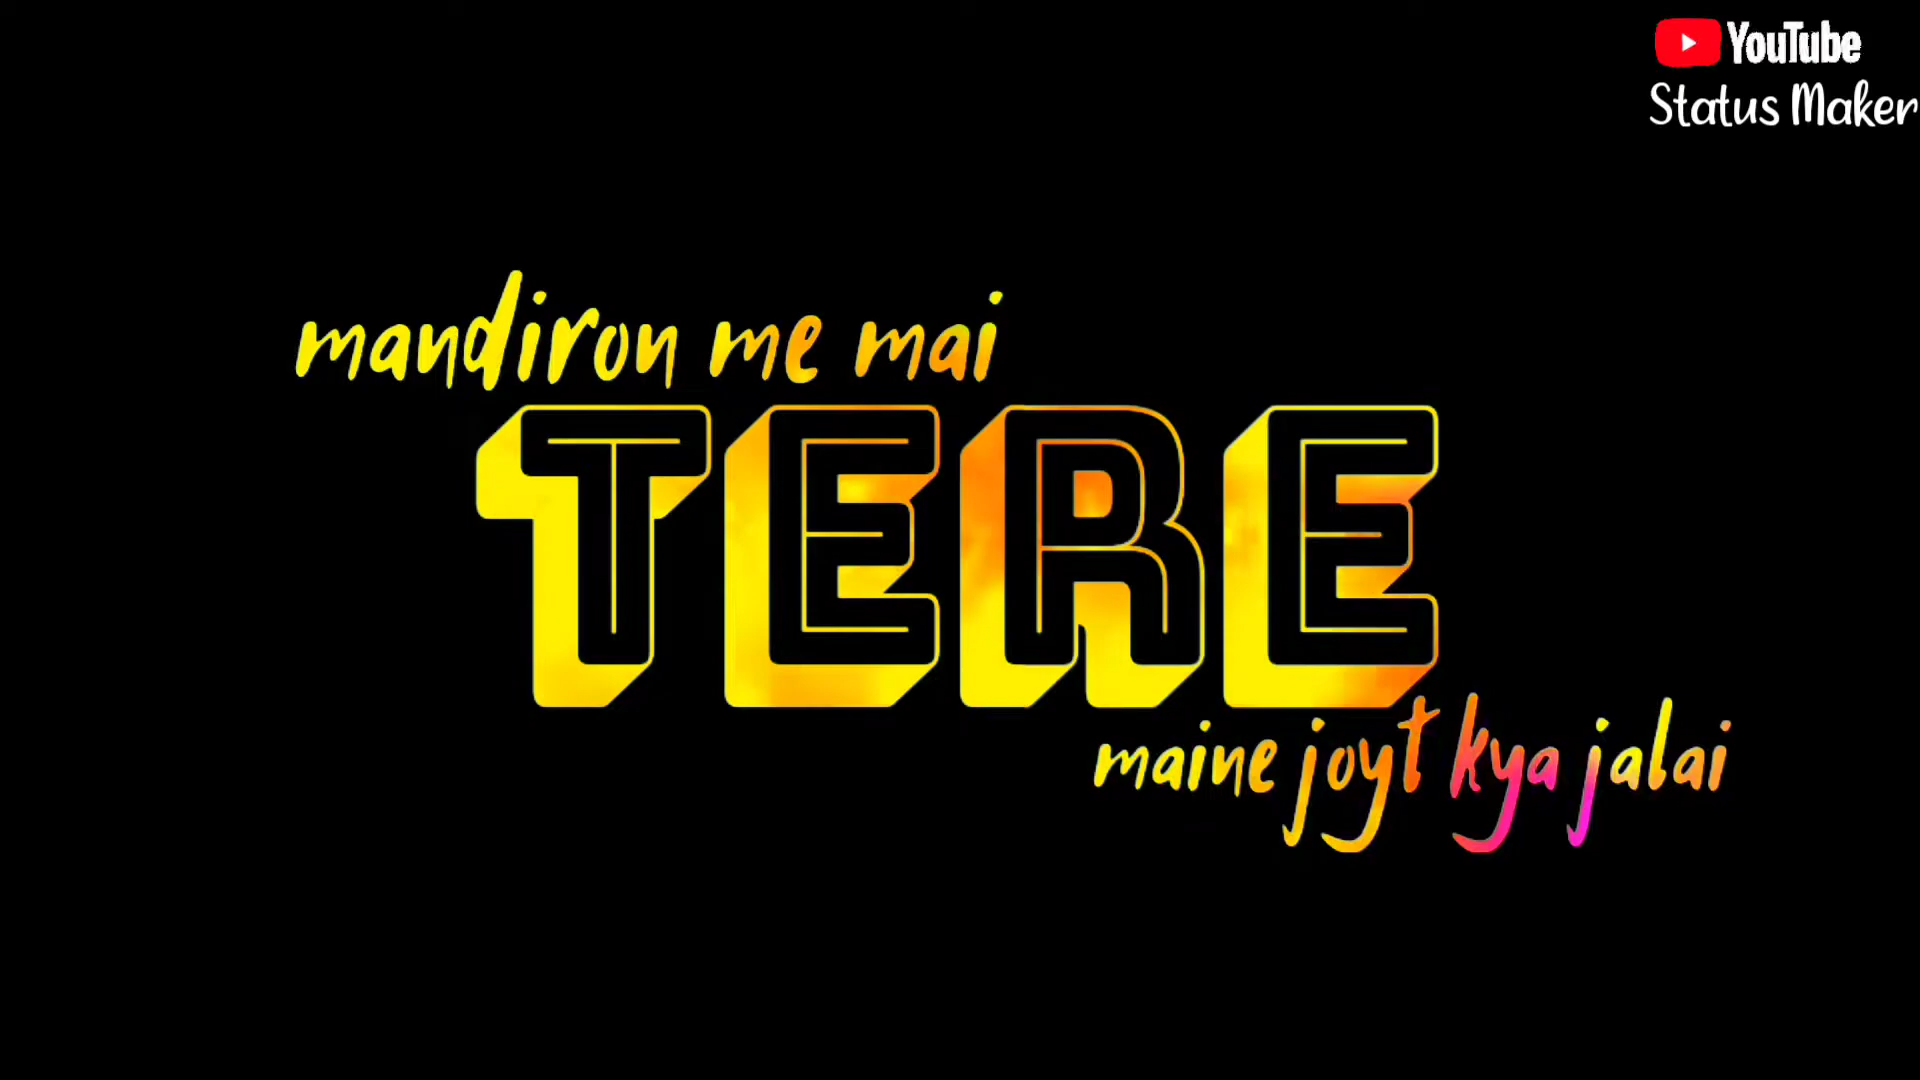 YouTube
Status Maker
mandiron me mai
TERE
maine joyt kya jalai